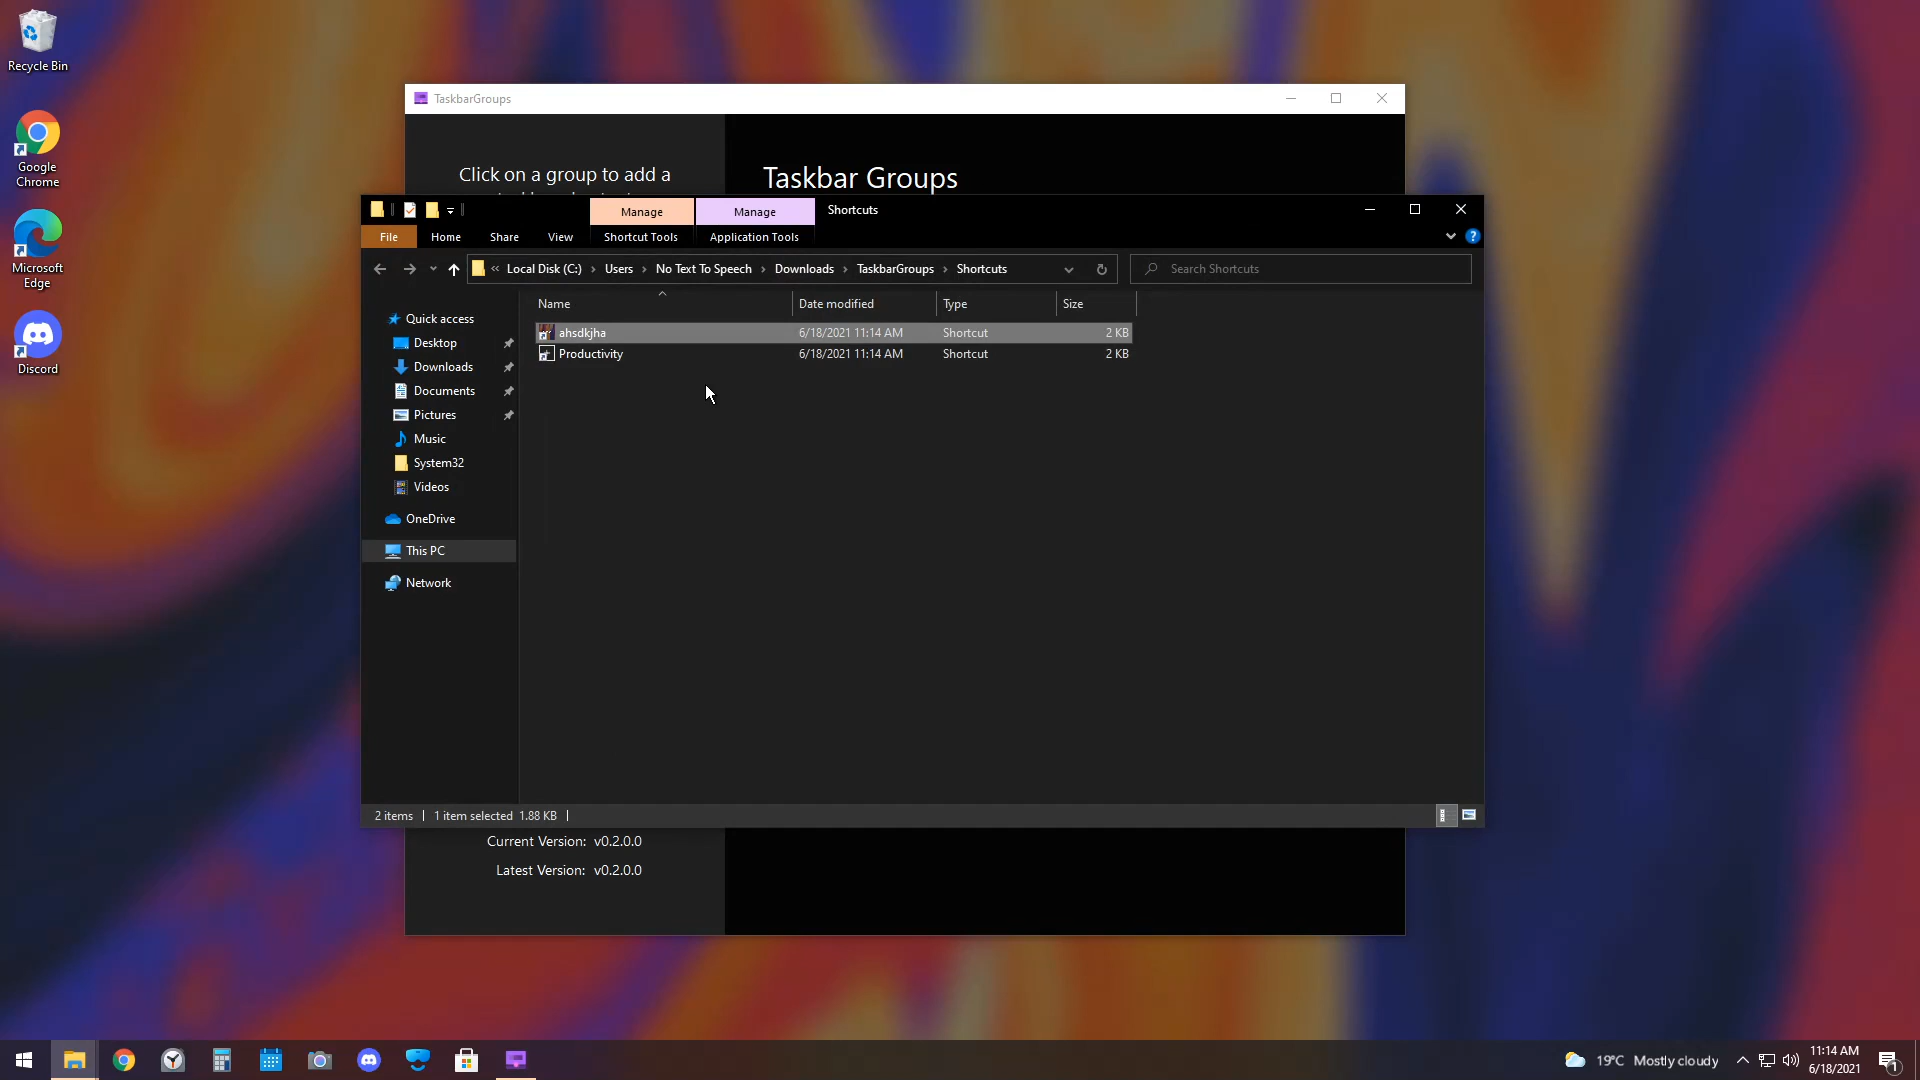 Recycle Bin
Google
Chrome
Microsoft
Edge
Discord
TaskbarGroups
Click on a group to add a
Taskbar Groups
Manage
Manage
Shortcuts
File
Home
Share
View
Shortcut Tools
Application Tools
« Local Disk (C:) › Users › No Text To Speech › Downloads › TaskbarGroups › Shortcuts
Search Shortcuts
Name
Date modified
Type
Size
ahsdkjha 6/18/2021 11:14 AM Shortcut 2 KB
Productivity 6/18/2021 11:14 AM Shortcut 2 KB
Quick access
Desktop
Downloads
Documents
Pictures
Music
System32
Videos
OneDrive
This PC
Network
2 items | 1 item selected 1.88 KB |
Current Version: v0.2.0.0
Latest Version: v0.2.0.0
19°C Mostly cloudy
11:14 AM
6/18/2021
1